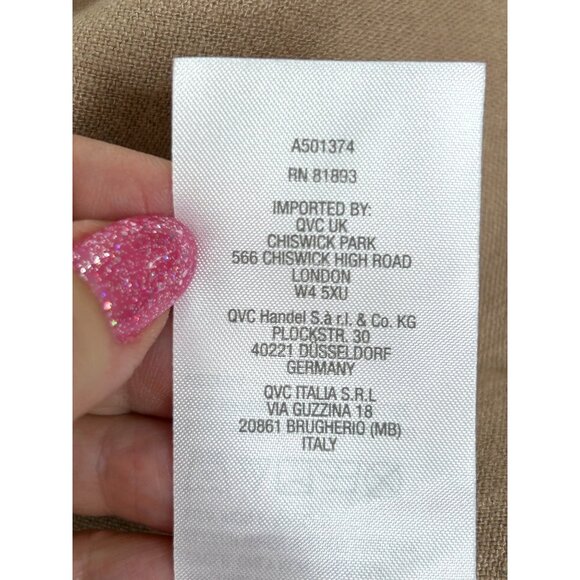 A501374
RN 81893
IMPORTED BY:
QVC UK
CHISWICK PARK
566 CHISWICK HIGH ROAD
LONDON
W4 5XU
QVC Handel S.à r.l. & Co. KG
PLOCKSTR. 30
40221 DÜSSELDORF
GERMANY
QVC ITALIA S.R.L
VIA GUZZINA 18
20861 BRUGHERIO (MB)
ITALY